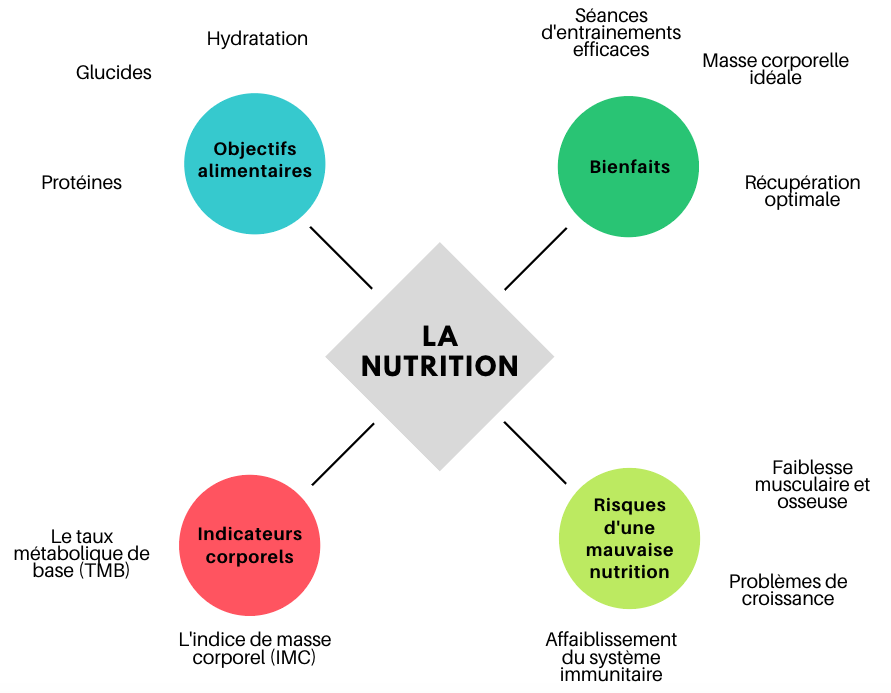 Hydratation
Glucides
Protéines
Objectifs
alimentaires
Séances
d'entrainements
efficaces
Masse corporelle
idéale
Récupération
optimale
Bienfaits
LA
NUTRITION
Indicateurs
corporels
Le taux
métabolique de
base (TMB)
L'indice de masse
corporel (IMC)
Risques
d'une
mauvaise
nutrition
Faiblesse
musculaire et
osseuse
Problèmes de
croissance
Affaiblissement
du système
immunitaire